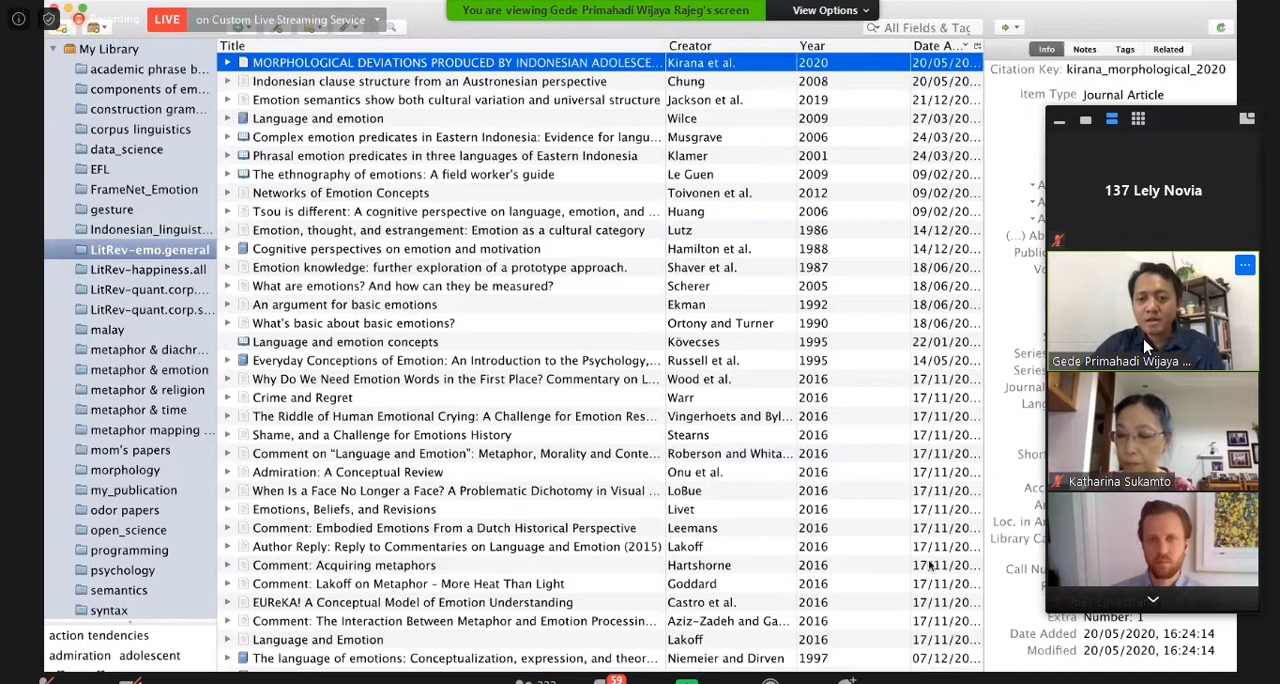 Recording
LIVE on Custom Live Streaming Service
You are viewing Gede Primahadi Wijaya Rajeg's screen
View Options
All Fields & Tag
My Library
academic phrase b...
components of em...
construction gram...
corpus linguistics
data_science
EFL
FrameNet_Emotion
gesture
Indonesian_linguist...
LitRev-emo.general
LitRev-happiness.all
LitRev-quant.corp....
LitRev-quant.corp.s...
malay
metaphor & diachr...
metaphor & emotion
metaphor & religion
metaphor & time
metaphor mapping ...
mom's papers
morphology
my_publication
odor papers
open_science
programming
psychology
semantics
syntax
action tendencies
admiration adolescent
Title Creator Year Date A...
MORPHOLOGICAL DEVIATIONS PRODUCED BY INDONESIAN ADOLESCE... Kirana et al. 2020 20/05/20...
Indonesian clause structure from an Austronesian perspective Chung 2008 20/05/20...
Emotion semantics show both cultural variation and universal structure Jackson et al. 2019 21/12/20...
Language and emotion Wilce 2009 27/03/20...
Complex emotion predicates in Eastern Indonesia: Evidence for langu... Musgrave 2006 24/03/20...
Phrasal emotion predicates in three languages of Eastern Indonesia Klamer 2001 24/03/20...
The ethnography of emotions: A field worker's guide Le Guen 2009 09/02/20...
Networks of Emotion Concepts Toivonen et al. 2012 09/02/20...
Tsou is different: A cognitive perspective on language, emotion, and ... Huang 2006 09/02/20...
Emotion, thought, and estrangement: Emotion as a cultural category Lutz 1986 14/12/20...
Cognitive perspectives on emotion and motivation Hamilton et al. 1988 14/12/20...
Emotion knowledge: further exploration of a prototype approach. Shaver et al. 1987 18/06/20...
What are emotions? And how can they be measured? Scherer 2005 18/06/20...
An argument for basic emotions Ekman 1992 18/06/20...
What's basic about basic emotions? Ortony and Turner 1990 18/06/20...
Language and emotion concepts Kövecses 1995 22/01/20...
Everyday Conceptions of Emotion: An Introduction to the Psychology,... Russell et al. 1995 14/05/20...
Why Do We Need Emotion Words in the First Place? Commentary on L... Wood et al. 2016 17/11/20...
Crime and Regret Warr 2016 17/11/20...
The Riddle of Human Emotional Crying: A Challenge for Emotion Res... Vingerhoets and Byl... 2016 17/11/20...
Shame, and a Challenge for Emotions History Stearns 2016 17/11/20...
Comment on "Language and Emotion": Metaphor, Morality and Conte... Roberson and Whita... 2016 17/11/20...
Admiration: A Conceptual Review Onu et al. 2016 17/11/20...
When Is a Face No Longer a Face? A Problematic Dichotomy in Visual ... LoBue 2016 17/11/20...
Emotions, Beliefs, and Revisions Livet 2016 17/11/20...
Comment: Embodied Emotions From a Dutch Historical Perspective Leemans 2016 17/11/20...
Author Reply: Reply to Commentaries on Language and Emotion (2015) Lakoff 2016 17/11/20...
Comment: Acquiring metaphors Hartshorne 2016 17/11/20...
Comment: Lakoff on Metaphor – More Heat Than Light Goddard 2016 17/11/20...
EUReKA! A Conceptual Model of Emotion Understanding Castro et al. 2016 17/11/20...
Comment: The Interaction Between Metaphor and Emotion Processin... Aziz-Zadeh and Ga... 2016 17/11/20...
Language and Emotion Lakoff 2016 17/11/20...
The language of emotions: Conceptualization, expression, and theor... Niemeier and Dirven 1997 07/12/20...
Info Notes Tags Related
Citation Key: kirana_morphological_2020
Item Type Journal Article
(...) A
Public
Serie
Series
Journal
Lang
Short
Acc
Loc. in A
Library Ca
Call Nu
Extra Number: 1
Date Added 20/05/2020, 16:24:14
Modified 20/05/2020, 16:24:14
137 Lely Novia
Gede Primahadi Wijaya ...
Katharina Sukamto
59